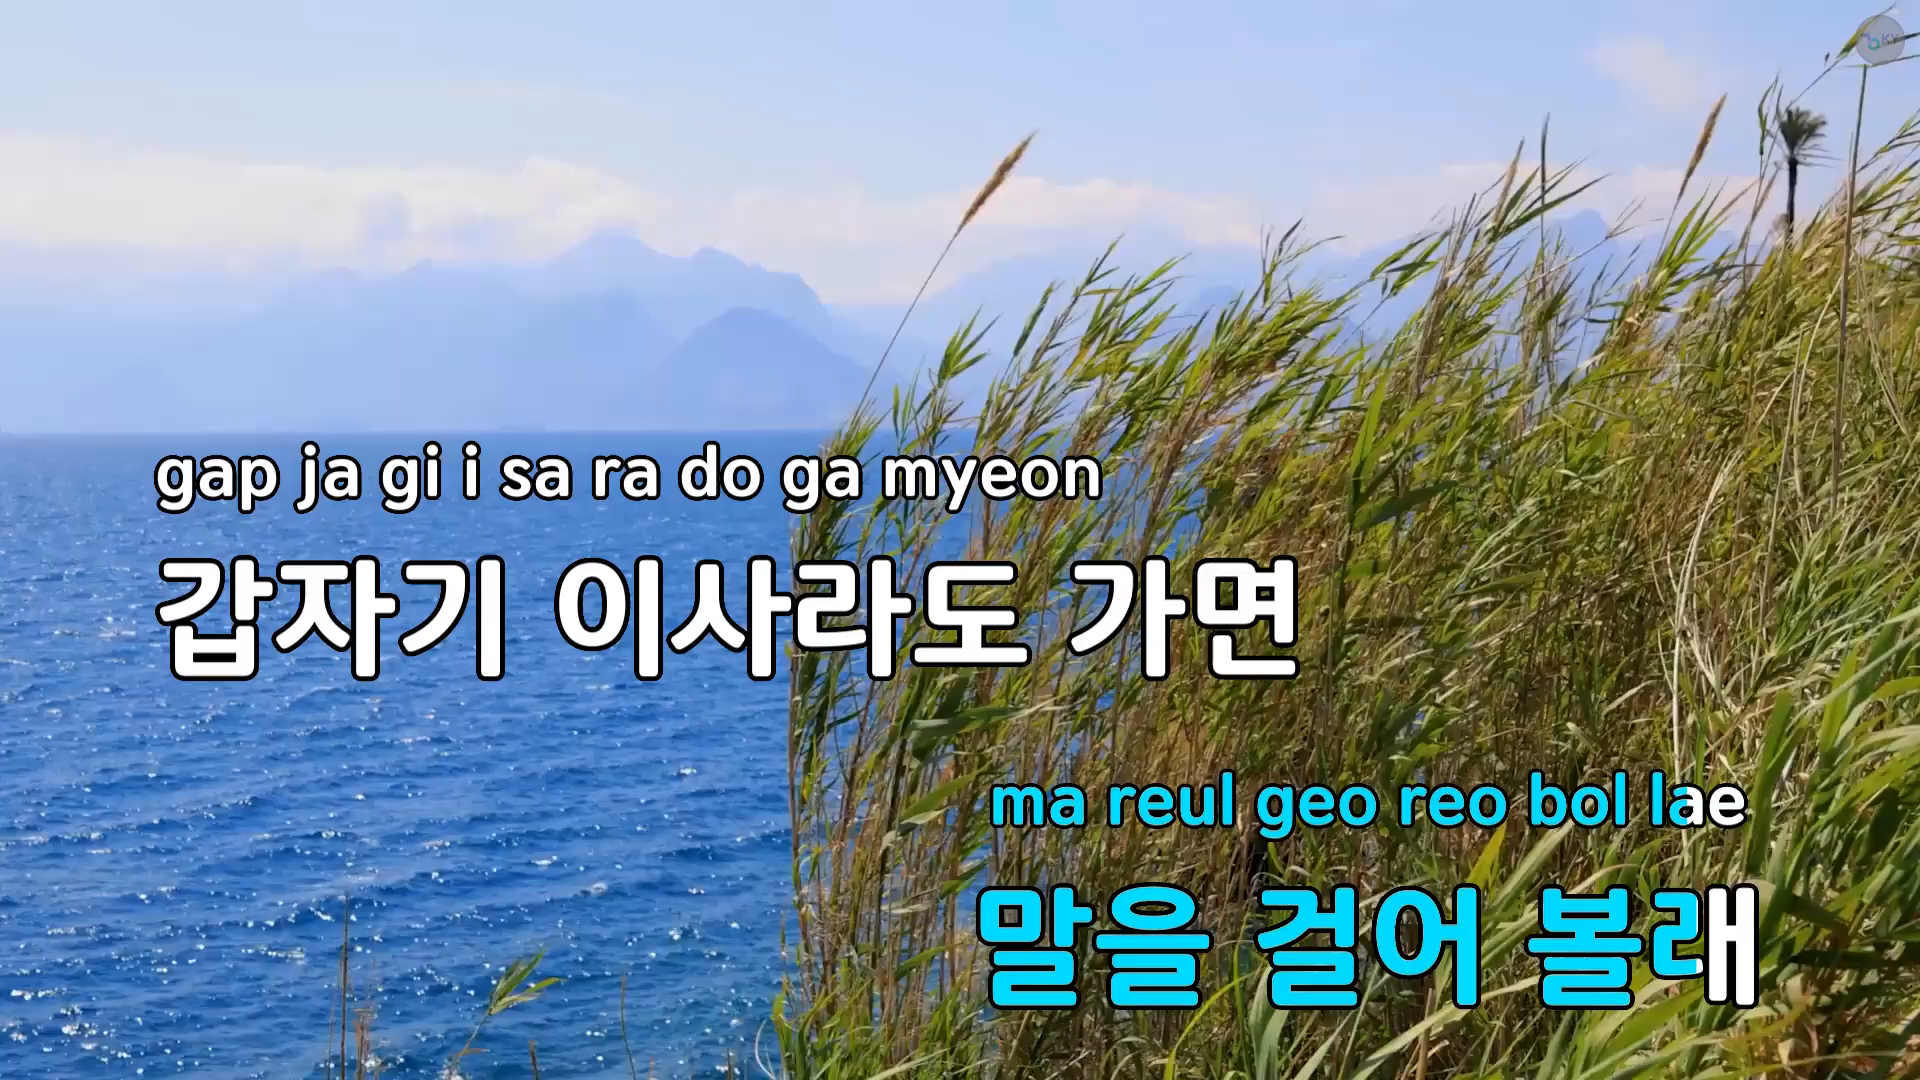 KY
gap ja gi i sa ra do ga myeon
갑자기 이사라도 가면
ma reul geo reo bol lae
말을 걸어 볼래